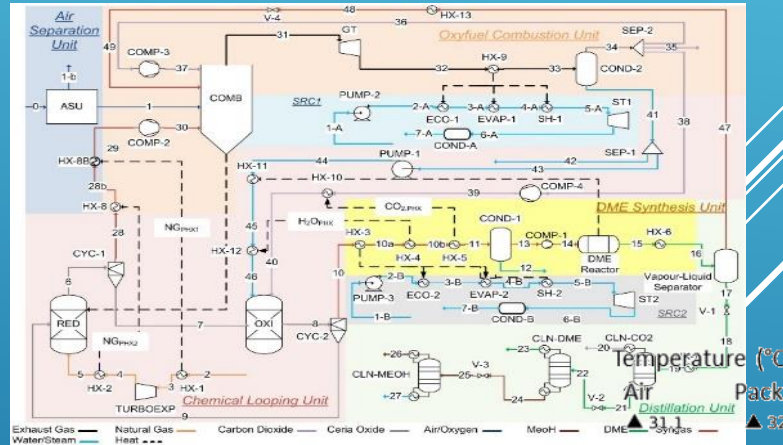 Air
Separation
Unit
48
V-4
HX-13
36
49
COMP-3
37
31
GT
Oxyfuel Combustion Unit
SEP-2
34
35
HX-9
32
33
COND-2
1-b
0
ASU
1
COMB
SRC1
PUMP-2
2-A
3-A
4-A
5-A
ST1
ECO-1
EVAP-1
SH-1
1-A
7-A
6-A
COND-A
41
38
47
30
COMP-2
29
HX-8B
28b
HX-11
44
PUMP-1
43
42
SEP-1
HX-10
39
COMP-4
HX-8
NGPHX1
45
H2OPHX
CO2,PHX
DME Synthesis Unit
28
CYC-1
HX-12
40
46
HX-3
10a
10b
11
HX-4
HX-5
COND-1
13
COMP-1
14
DME
Reactor
15
HX-6
16
Vapour-Liquid
Separator
12
10
17
6
RED
7
OXI
8
CYC-2
PUMP-3
2-B
3-B
4-B
5-B
ST2
ECO-2
EVAP-2
SH-2
1-B
7-B
COND-B
6-B
SRC2
V-1
18
NGPHX2
5
4
HX-2
3
2
HX-1
TURBOEXP
9
Chemical Looping Unit
CLN-MEOH
26
27
V-3
25
24
CLN-DME
23
22
V-2
21
CLN-CO2
20
19
Distillation Unit
Temperature (°C
Air Pack
▲ 31.1 ▲ 32
Exhaust Gas Natural Gas Carbon Dioxide Ceria Oxide Air/Oxygen MeoH DME Syngas
Water/Steam Heat